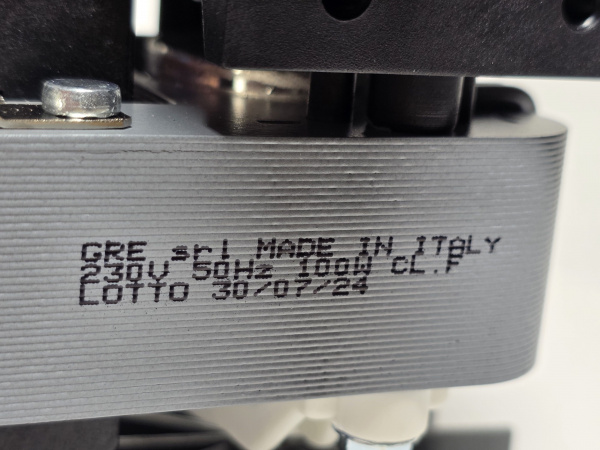 GRE srl MADE IN ITALY
230V 50Hz 100W CL.F
LOTTO 30/07/24